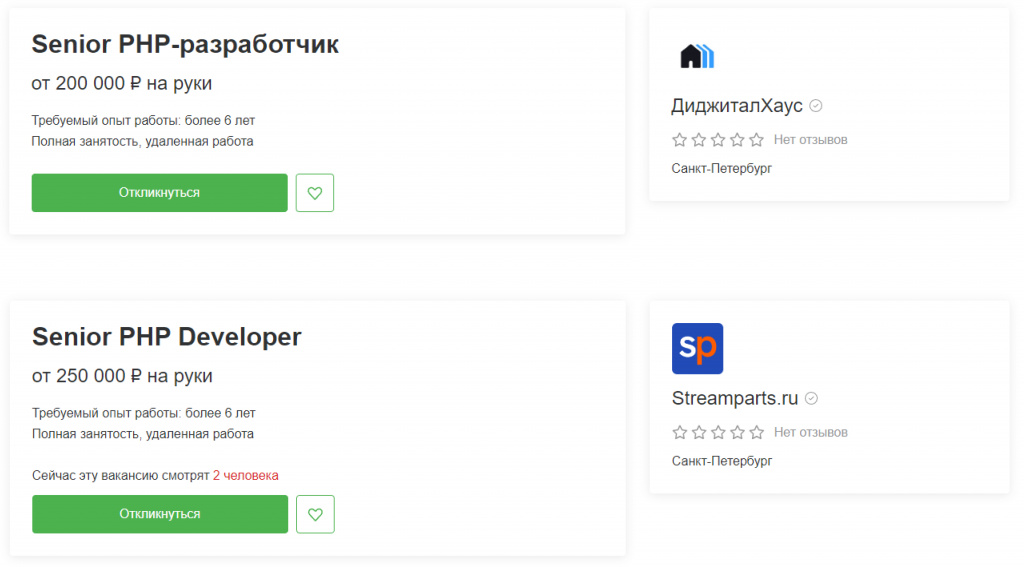 Senior PHP-разработчик
от 200 000 ₽ на руки
Требуемый опыт работы: более 6 лет
Полная занятость, удаленная работа
Откликнуться
ДиджиталХаус
Нет отзывов
Санкт-Петербург
Senior PHP Developer
от 250 000 ₽ на руки
Требуемый опыт работы: более 6 лет
Полная занятость, удаленная работа
Сейчас эту вакансию смотрят 2 человека
Откликнуться
sp
Streamparts.ru
Нет отзывов
Санкт-Петербург